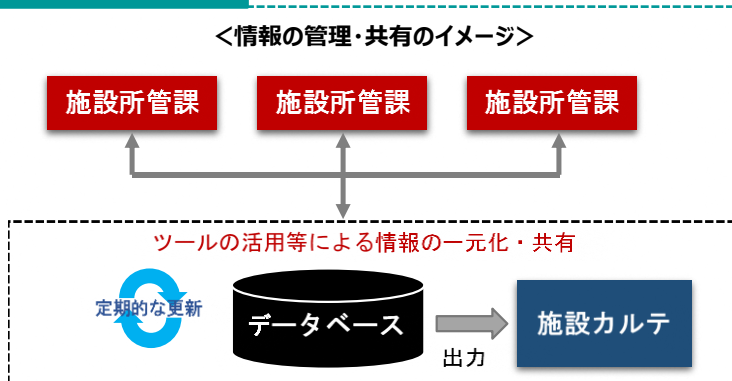 ＜情報の管理・共有のイメージ＞
施設所管課
施設所管課
施設所管課
ツールの活用等による情報の一元化・共有
定期的な更新
データベース
出力
施設カルテ